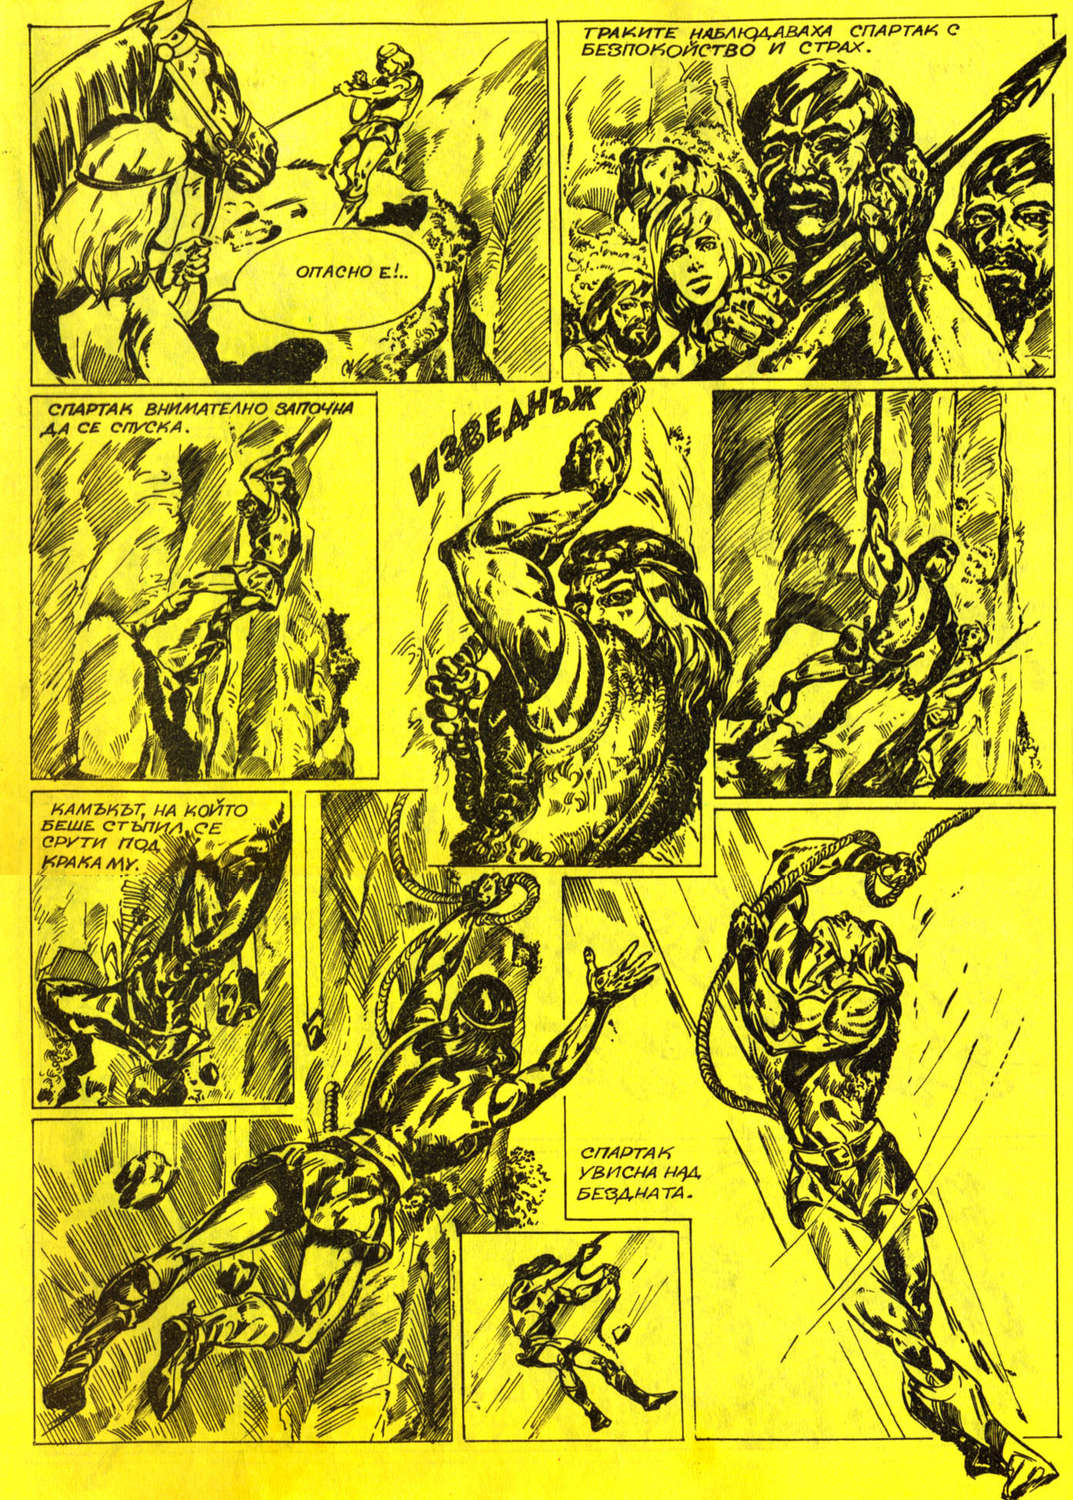 ОПАСНО Е!..
ТРАКИТЕ НАБЛЮДАВАХА СПАРТАК С
БЕЗПОКОЙСТВО И СТРАХ.
СПАРТАК ВНИМАТЕЛНО ЗАПОЧНА
ДА СЕ СПУСКА.
ИЗВЕДНЪЖ
КАМЪКЪТ, НА КОЙТО
БЕШЕ СТЪПИЛ, СЕ
СРУТИ ПОД
КРАКА МУ.
СПАРТАК
УВИСНА НАД
БЕЗДНАТА.